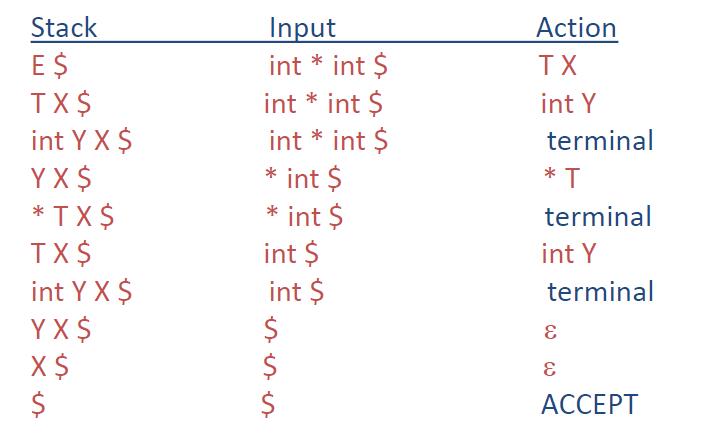 Stack Input Action
E $ int * int $ T X
T X $ int * int $ int Y
int Y X $ int * int $ terminal
Y X $ * int $ * T
* T X $ * int $ terminal
T X $ int $ int Y
int Y X $ int $ terminal
Y X $ $ ε
X $ $ ε
$ $ ACCEPT